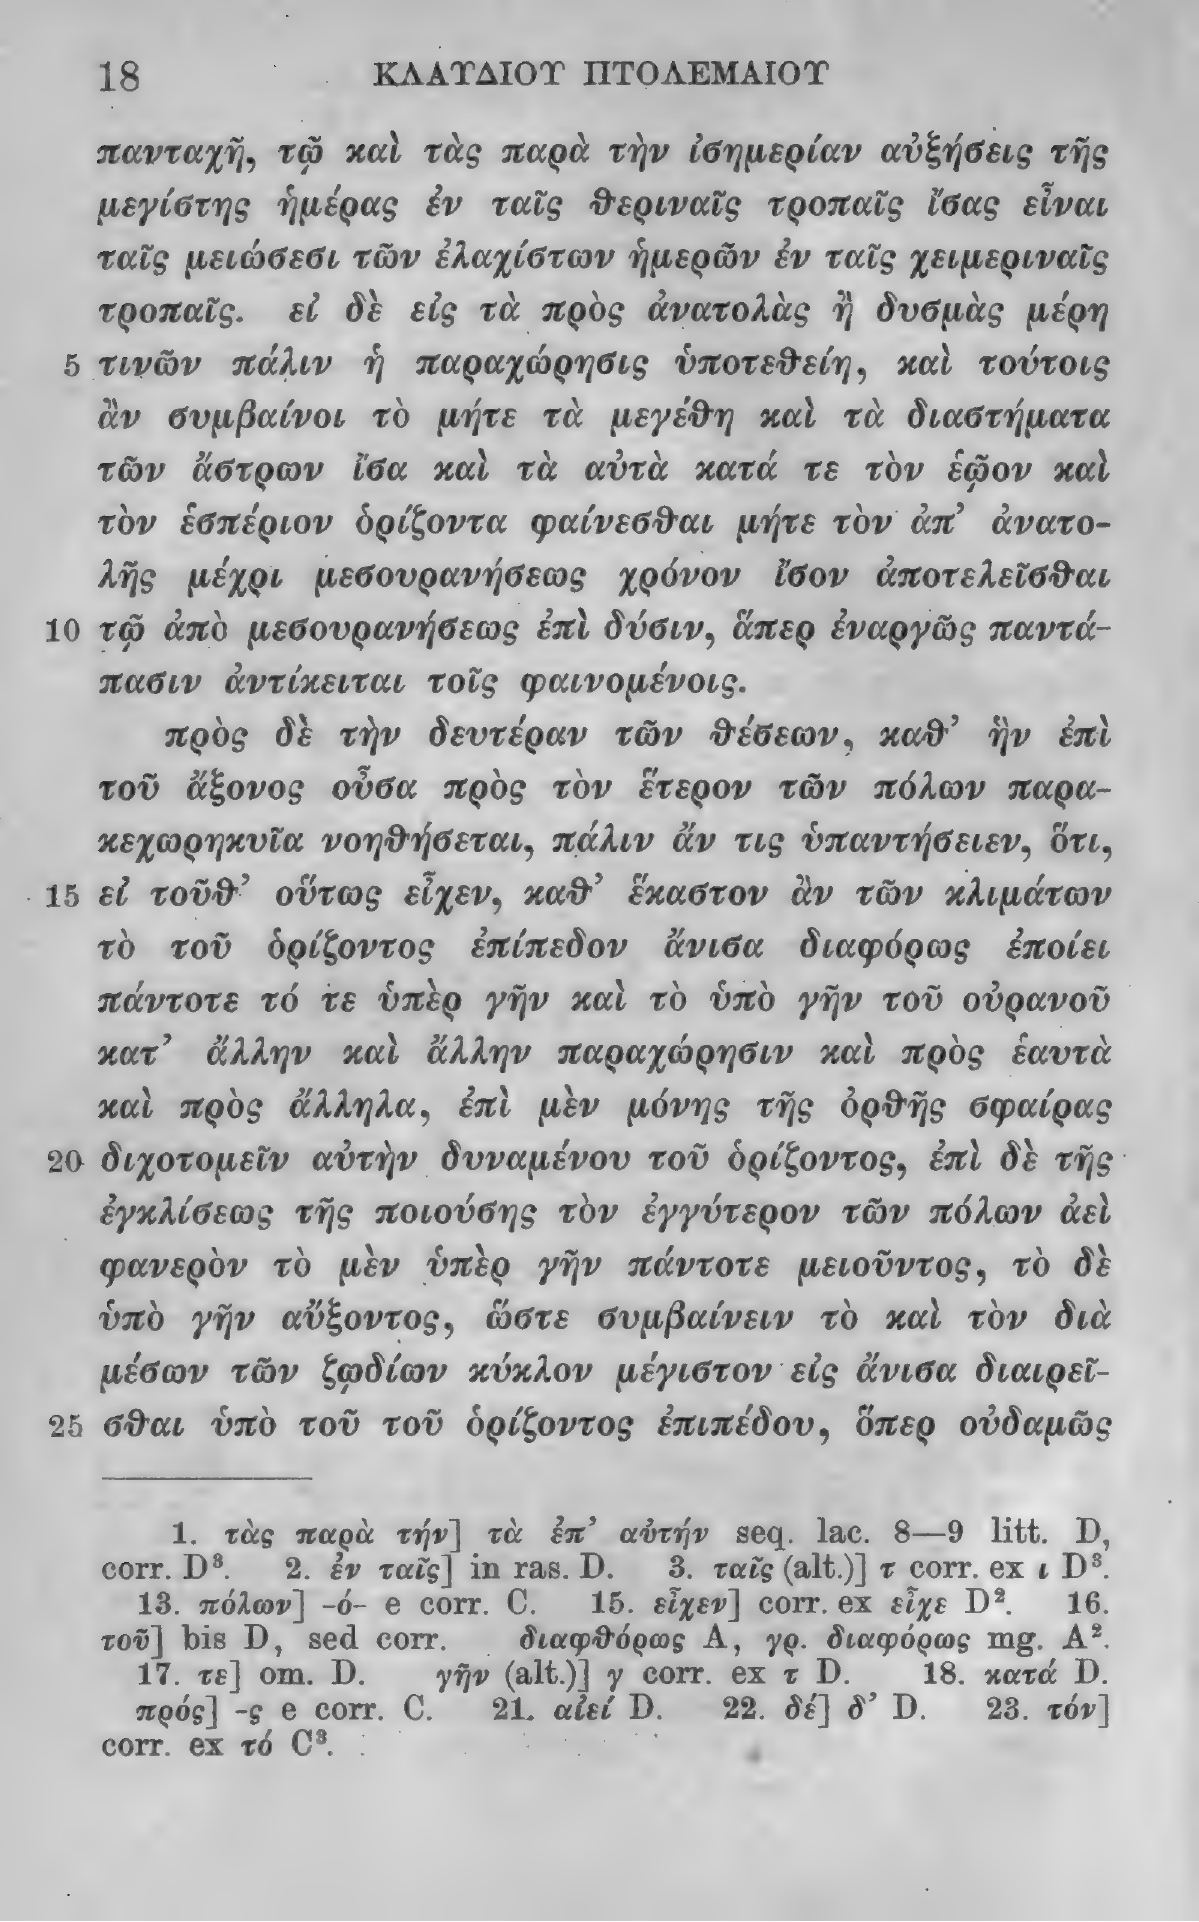 18 ΚΛΑΥΔΙΟΥ ΠΤΟΛΕΜΑΙΟΥ
πανταχῆ, τῷ καὶ τὰς παρὰ τὴν ἰσημερίαν αὐξήσεις τῆς
μεγίστης ἡμέρας ἐν ταῖς θεριναῖς τροπαῖς ἴσας εἶναι
ταῖς μειώσεσι τῶν ἐλαχίστων ἡμερῶν ἐν ταῖς χειμεριναῖς
τροπαῖς. εἰ δὲ εἰς τὰ πρὸς ἀνατολὰς ἢ δυσμὰς μέρη
5 τινῶν πάλιν ἡ παραχώρησις ὑποτεθείη, καὶ τούτοις
ἂν συμβαίνοι τὸ μήτε τὰ μεγέθη καὶ τὰ διαστήματα
τῶν ἄστρων ἴσα καὶ τὰ αὐτὰ κατά τε τὸν ἑῷον καὶ
τὸν ἑσπέριον ὁρίζοντα φαίνεσθαι μήτε τὸν ἀπ’ ἀνατο-
λῆς μέχρι μεσουρανήσεως χρόνον ἴσον ἀποτελεῖσθαι
10 τῷ ἀπὸ μεσουρανήσεως ἐπὶ δύσιν, ἅπερ ἐναργῶς παντά-
πασιν ἀντίκειται τοῖς φαινομένοις.
πρὸς δὲ τὴν δευτέραν τῶν θέσεων, καθ’ ἣν ἐπὶ
τοῦ ἄξονος οὖσα πρὸς τὸν ἕτερον τῶν πόλων παρα-
κεχωρηκυῖα νοηθήσεται, πάλιν ἄν τις ὑπαντήσειεν, ὅτι,
15 εἰ τοῦθ’ οὕτως εἶχεν, καθ’ ἕκαστον ἂν τῶν κλιμάτων
τὸ τοῦ ὁρίζοντος ἐπίπεδον ἄνισα διαφόρως ἐποίει
πάντοτε τό τε ὑπὲρ γῆν καὶ τὸ ὑπὸ γῆν τοῦ οὐρανοῦ
κατ’ ἄλλην καὶ ἄλλην παραχώρησιν καὶ πρὸς ἑαυτὰ
καὶ πρὸς ἄλληλα, ἐπὶ μὲν μόνης τῆς ὀρθῆς σφαίρας
20 διχοτομεῖν αὐτὴν δυναμένου τοῦ ὁρίζοντος, ἐπὶ δὲ τῆς
ἐγκλίσεως τῆς ποιούσης τὸν ἐγγύτερον τῶν πόλων ἀεὶ
φανερὸν τὸ μὲν ὑπὲρ γῆν πάντοτε μειοῦντος, τὸ δὲ
ὑπὸ γῆν αὔξοντος, ὥστε συμβαίνειν τὸ καὶ τὸν διὰ
μέσων τῶν ζῳδίων κύκλον μέγιστον εἰς ἄνισα διαιρεῖ-
25 σθαι ὑπὸ τοῦ τοῦ ὁρίζοντος ἐπιπέδου, ὅπερ οὐδαμῶς
1. τὰς παρὰ τήν] τὰ ἐπ’ αὐτήν seq. lac. 8—9 litt. D,
corr. D³. 2. ἐν ταῖς] in ras. D. 3. ταῖς (alt.)] τ corr. ex ι D³.
13. πόλων] -ό- e corr. C. 15. εἶχεν] corr. ex εἶχε D². 16.
τοῦ] bis D, sed corr. διαφθόρως A, γρ. διαφόρως mg. A².
17. τε] om. D. γῆν (alt.)] γ corr. ex τ D. 18. κατά D.
πρός] -ς e corr. C. 21. αἰεί D. 22. δέ] δ’ D. 23. τόν]
corr. ex τό C³.